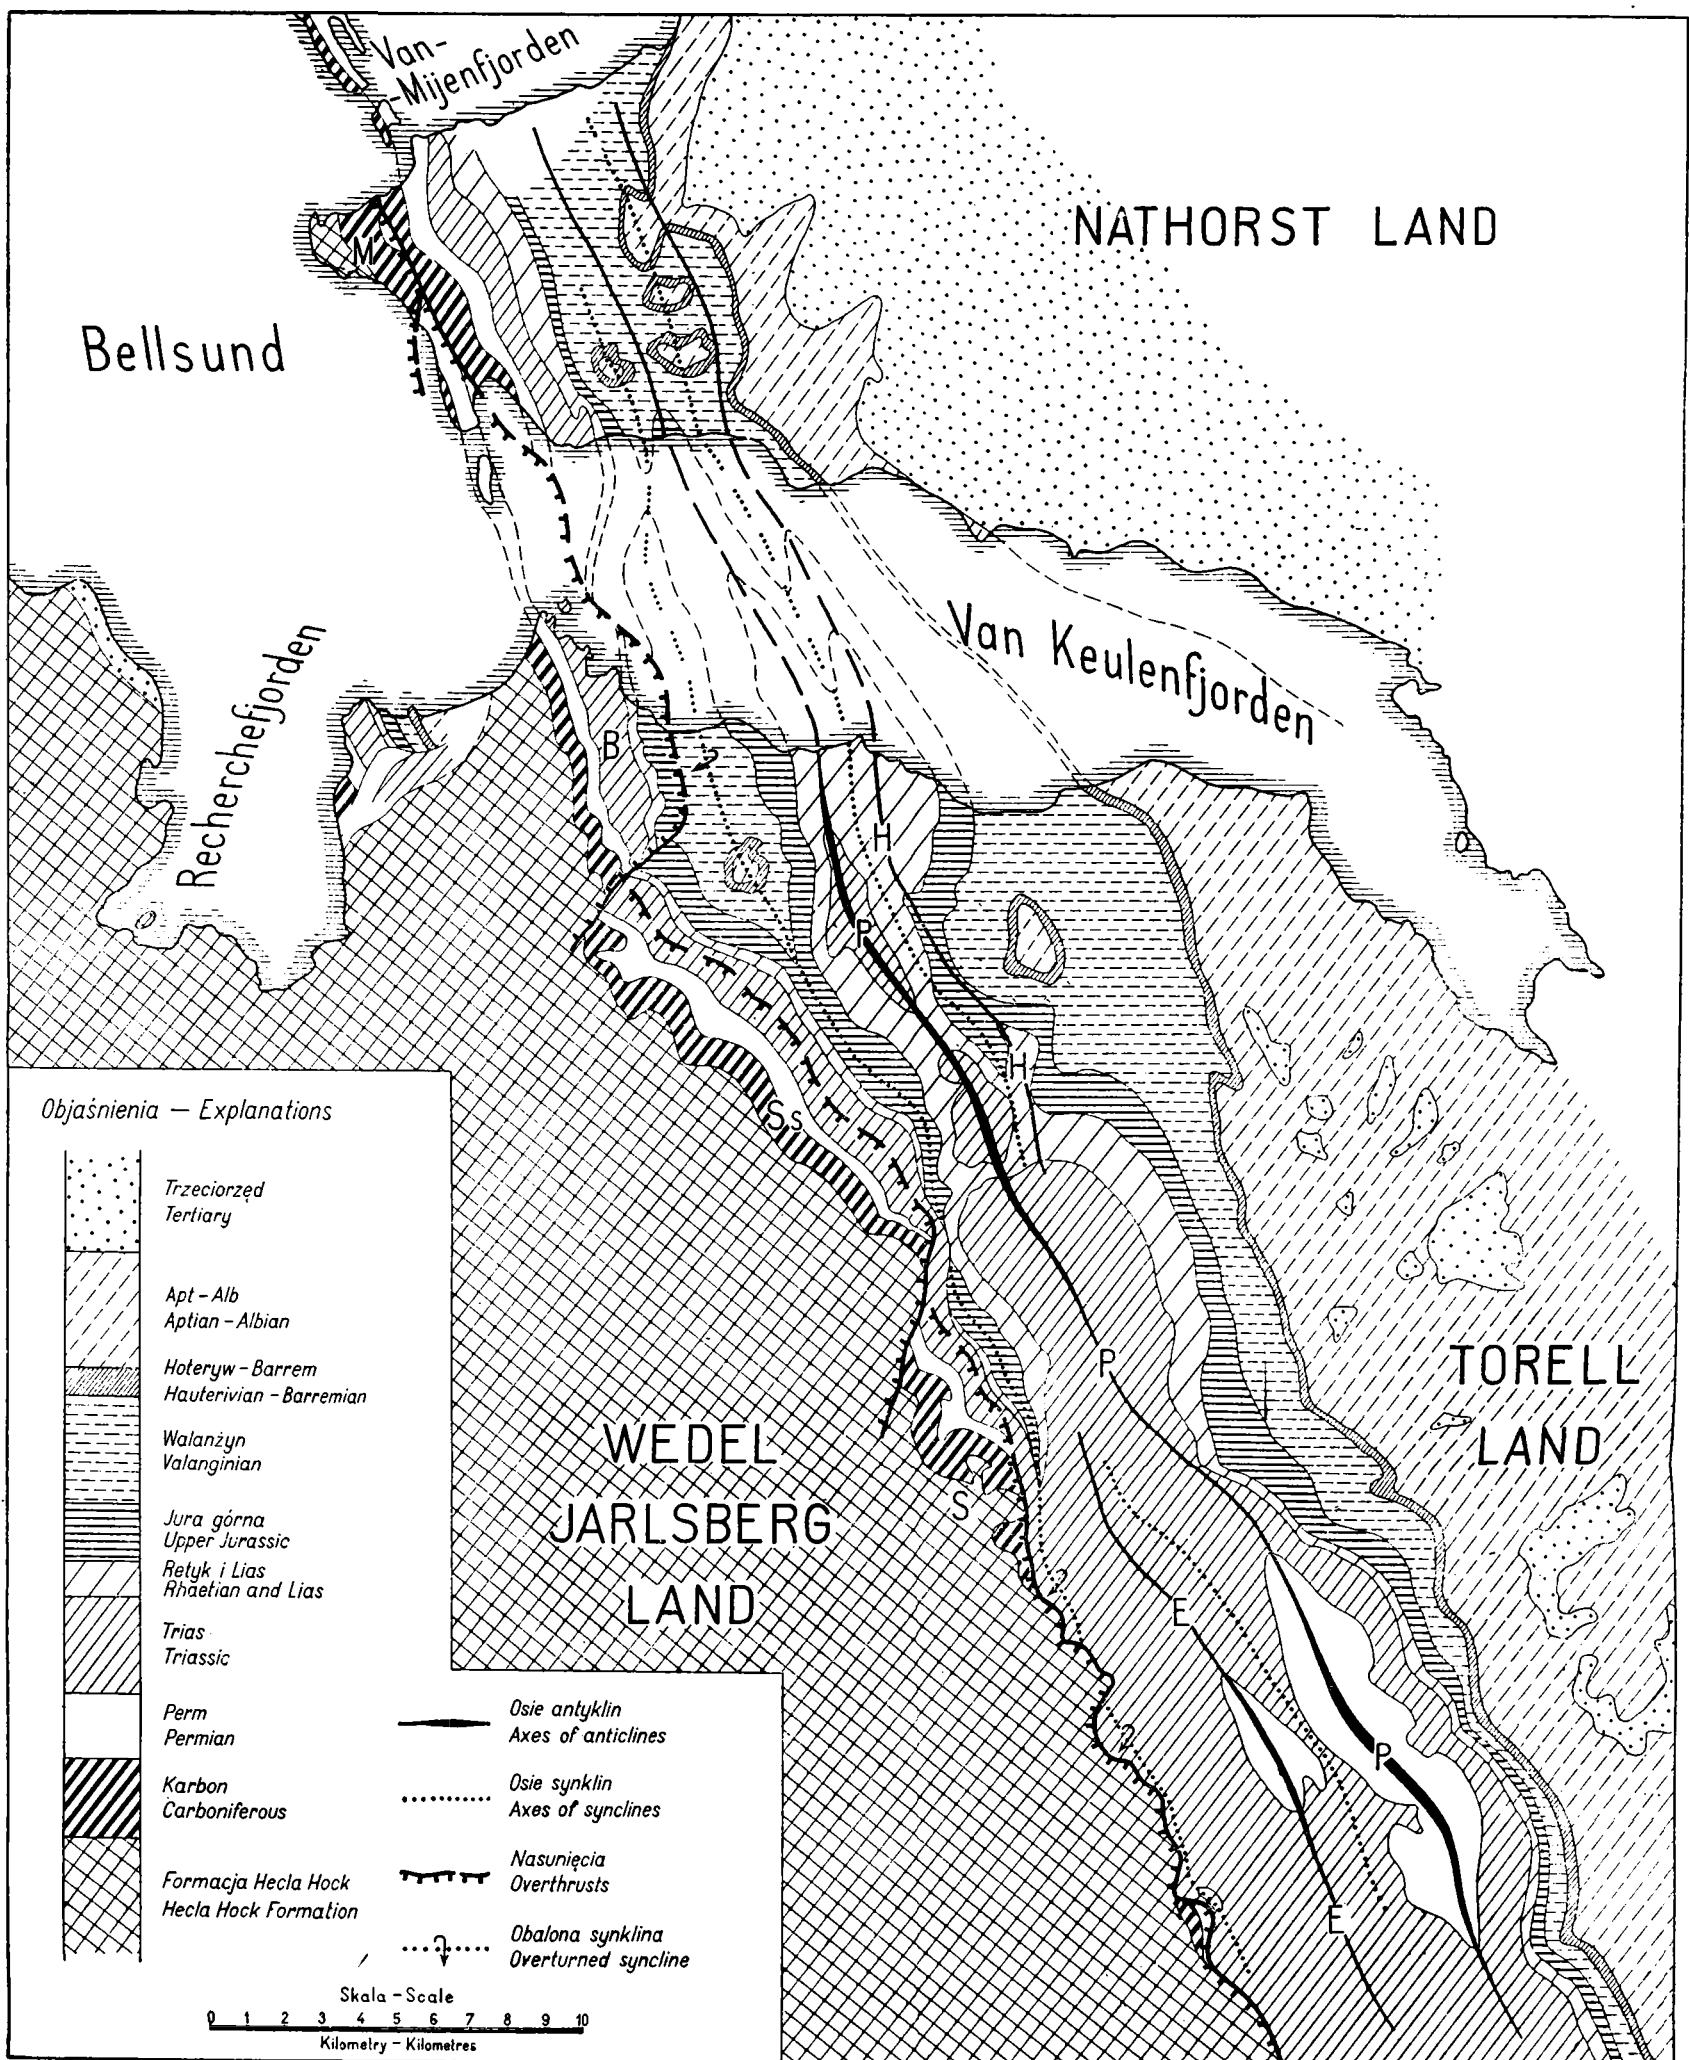 Van-
-Mijenfjorden
NATHORST LAND
M
Bellsund
Van Keulenfjorden
Recherchefjorden
B
H
P
H
Objaśnienia — Explanations
Ss
Trzeciorzęd
Tertiary
Apt – Alb
Aptian – Albian
Hoteryw – Barrem
Hauterivian – Barremian
Walanżyn
Valanginian
Jura górna
Upper Jurassic
Retyk i Lias
Rhaetian and Lias
Trias
Triassic
Perm
Permian
Karbon
Carboniferous
Formacja Hecla Hock
Hecla Hock Formation
P
TORELL
LAND
WEDEL
JARLSBERG
LAND
S
E
P
E
Osie antyklin
Axes of anticlines
Osie synklin
Axes of synclines
Nasunięcia
Overthrusts
Obalona synklina
Overturned syncline
Skala – Scale
0 1 2 3 4 5 6 7 8 9 10
Kilometry – Kilometres